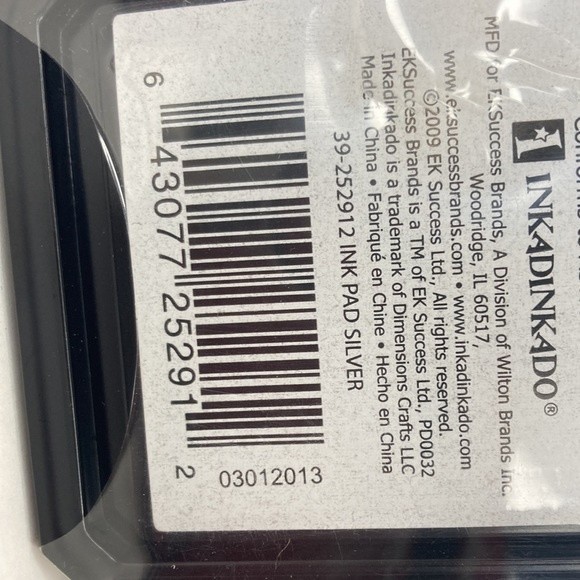 INKADINKADO®
MFD for EKSuccess Brands, A Division of Wilton Brands Inc.
Woodridge, IL 60517,
www.eksuccessbrands.com • www.inkadinkado.com
©2009 EK Success Ltd., All rights reserved.
EKSuccess Brands is a TM of EK Success Ltd., PD0032
Inkadinkado is a trademark of Dimensions Crafts LLC
Made in China • Fabriqué en Chine • Hecho en China
39-252912 INK PAD SILVER
6 43077 25291 2
03012013